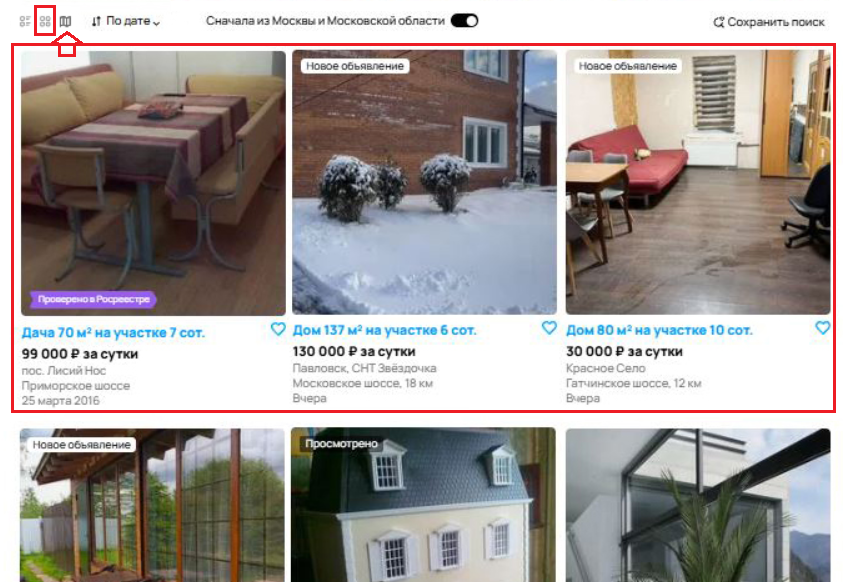 По дате
Сначала из Москвы и Московской области
Сохранить поиск
Новое объявление
Новое объявление
Проверено в Росреестре
Дача 70 м² на участке 7 сот.
99 000 ₽ за сутки
пос. Лисий Нос
Приморское шоссе
25 марта 2016
Дом 137 м² на участке 6 сот.
130 000 ₽ за сутки
Павловск, СНТ Звёздочка
Московское шоссе, 18 км
Вчера
Дом 80 м² на участке 10 сот.
30 000 ₽ за сутки
Красное Село
Гатчинское шоссе, 12 км
Вчера
Новое объявление
Просмотрено